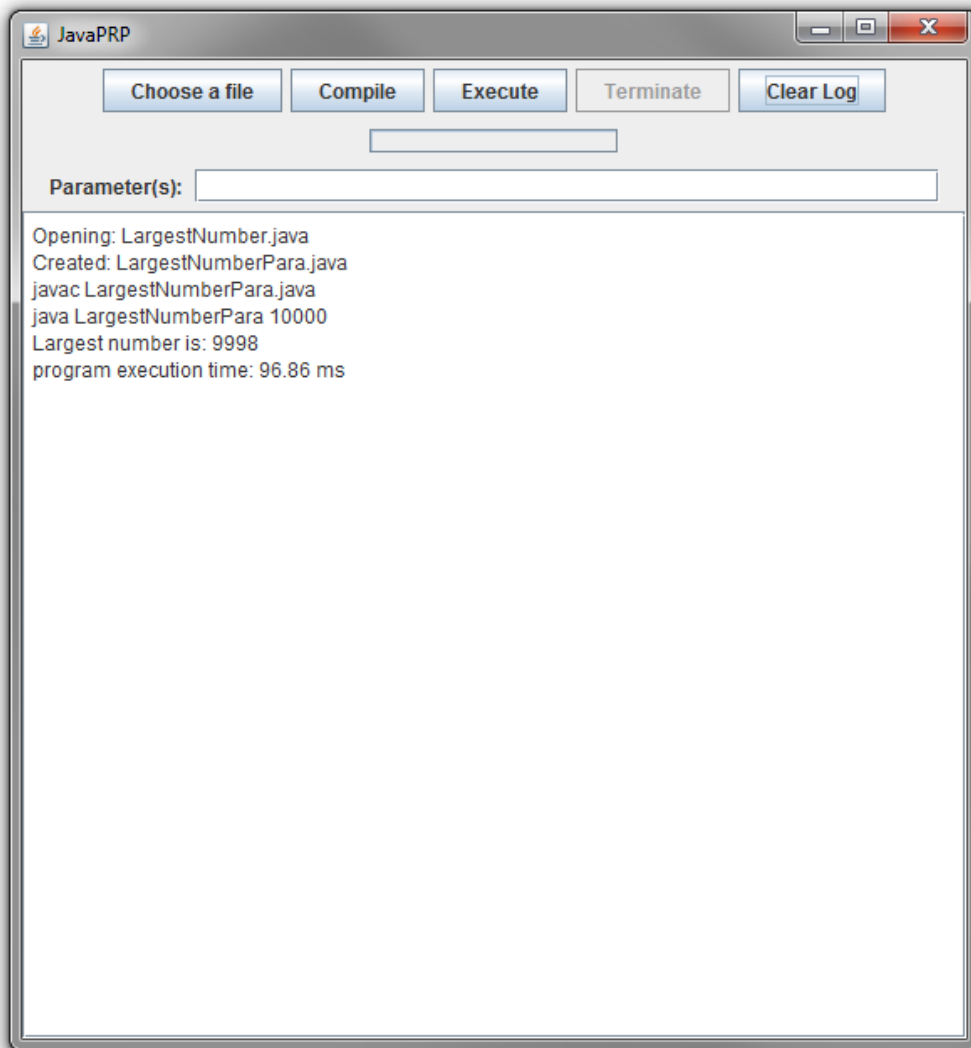 JavaPRP
Choose a file Compile Execute Terminate Clear Log
Parameter(s):
Opening: LargestNumber.java
Created: LargestNumberPara.java
javac LargestNumberPara.java
java LargestNumberPara 10000
Largest number is: 9998
program execution time: 96.86 ms